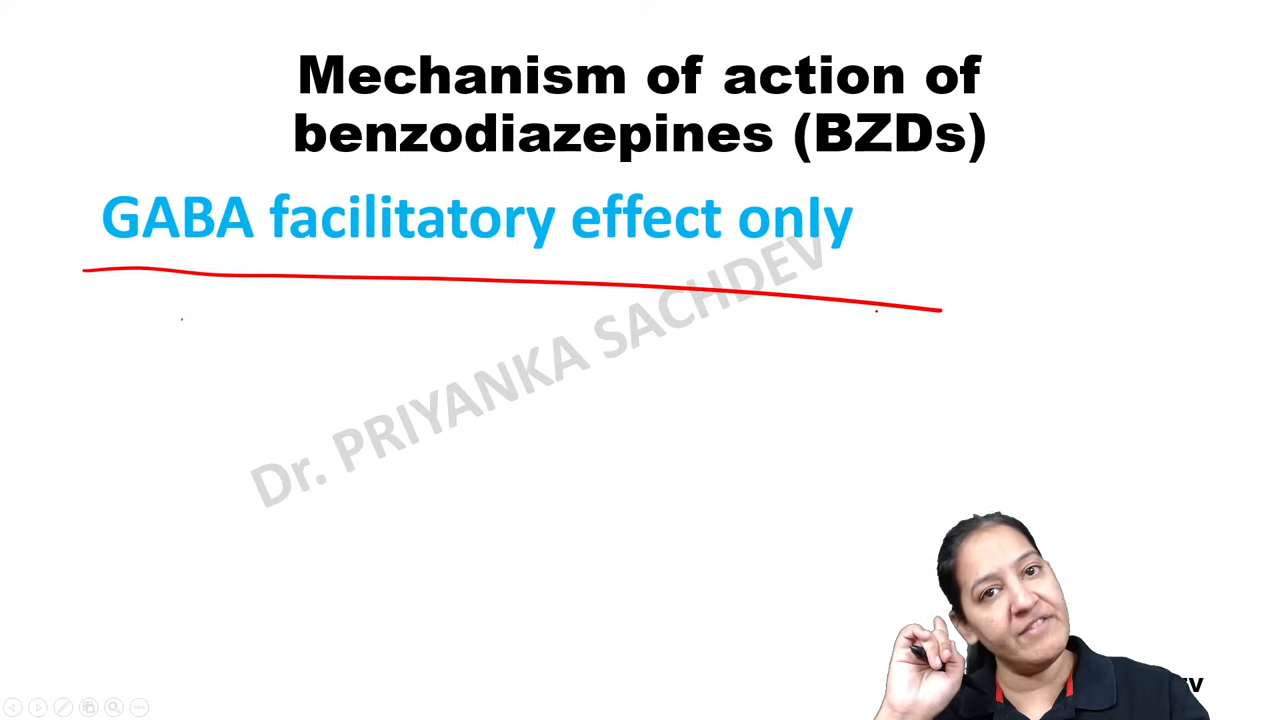 Mechanism of action of
benzodiazepines (BZDs)
GABA facilitatory effect only
Dr. PRIYANKA SACHDEV